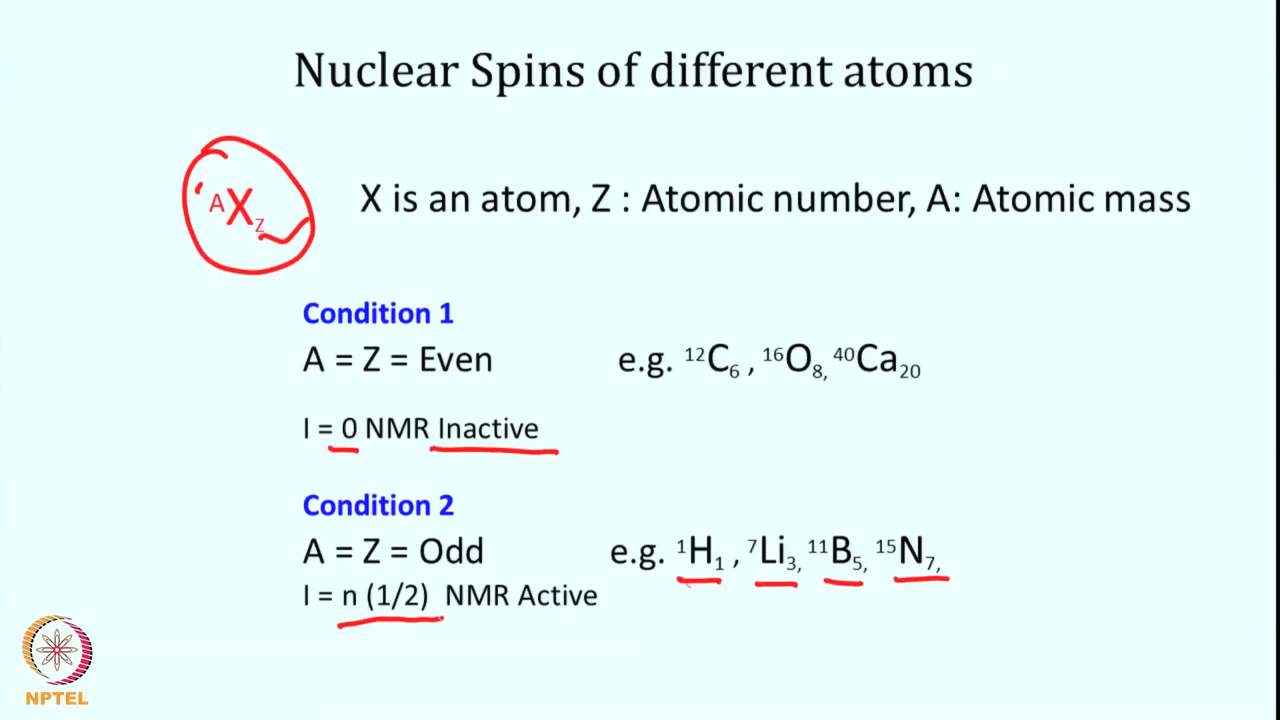 Nuclear Spins of different atoms
ᴬX_Z X is an atom, Z : Atomic number, A: Atomic mass
Condition 1
A = Z = Even e.g. ¹²C₆ , ¹⁶O₈, ⁴⁰Ca₂₀
I = 0 NMR Inactive
Condition 2
A = Z = Odd e.g. ¹H₁ , ⁷Li₃, ¹¹B₅, ¹⁵N₇,
I = n (1/2) NMR Active
NPTEL